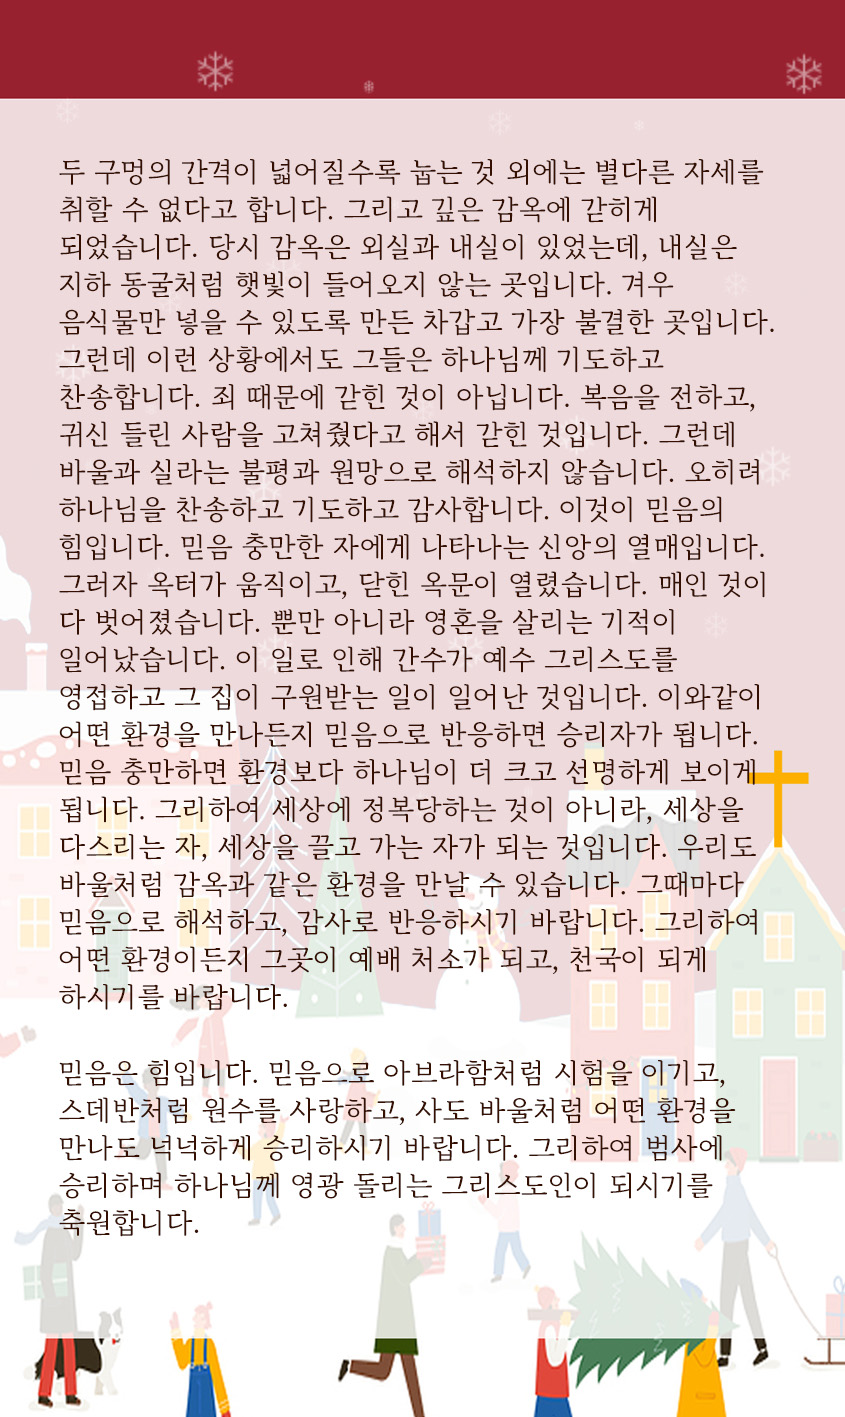 두 구멍의 간격이 넓어질수록 눕는 것 외에는 별다른 자세를
취할 수 없다고 합니다. 그리고 깊은 감옥에 갇히게
되었습니다. 당시 감옥은 외실과 내실이 있었는데, 내실은
지하 동굴처럼 햇빛이 들어오지 않는 곳입니다. 겨우
음식물만 넣을 수 있도록 만든 차갑고 가장 불결한 곳입니다.
그런데 이런 상황에서도 그들은 하나님께 기도하고
찬송합니다. 죄 때문에 갇힌 것이 아닙니다. 복음을 전하고,
귀신 들린 사람을 고쳐줬다고 해서 갇힌 것입니다. 그런데
바울과 실라는 불평과 원망으로 해석하지 않습니다. 오히려
하나님을 찬송하고 기도하고 감사합니다. 이것이 믿음의
힘입니다. 믿음 충만한 자에게 나타나는 신앙의 열매입니다.
그러자 옥터가 움직이고, 닫힌 옥문이 열렸습니다. 매인 것이
다 벗어졌습니다. 뿐만 아니라 영혼을 살리는 기적이
일어났습니다. 이 일로 인해 간수가 예수 그리스도를
영접하고 그 집이 구원받는 일이 일어난 것입니다. 이와같이
어떤 환경을 만나든지 믿음으로 반응하면 승리자가 됩니다.
믿음 충만하면 환경보다 하나님이 더 크고 선명하게 보이게
됩니다. 그리하여 세상에 정복당하는 것이 아니라, 세상을
다스리는 자, 세상을 끌고 가는 자가 되는 것입니다. 우리도
바울처럼 감옥과 같은 환경을 만날 수 있습니다. 그때마다
믿음으로 해석하고, 감사로 반응하시기 바랍니다. 그리하여
어떤 환경이든지 그곳이 예배 처소가 되고, 천국이 되게
하시기를 바랍니다.
믿음은 힘입니다. 믿음으로 아브라함처럼 시험을 이기고,
스데반처럼 원수를 사랑하고, 사도 바울처럼 어떤 환경을
만나도 넉넉하게 승리하시기 바랍니다. 그리하여 범사에
승리하며 하나님께 영광 돌리는 그리스도인이 되시기를
축원합니다.